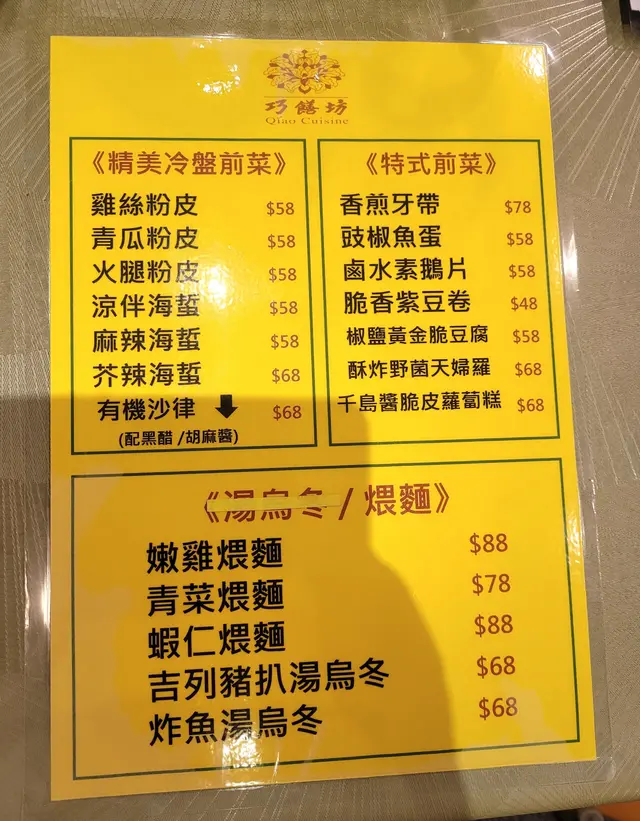 巧饍坊
Qiao Cuisine
《精美冷盤前菜》
雞絲粉皮 $58
青瓜粉皮 $58
火腿粉皮 $58
涼伴海蜇 $58
麻辣海蜇 $58
芥辣海蜇 $68
有機沙律 $68
(配黑醋/胡麻醬)
《特式前菜》
香煎牙帶 $78
豉椒魚蛋 $58
鹵水素鵝片 $58
脆香紫豆卷 $48
椒鹽黃金脆豆腐 $58
酥炸野菌天婦羅 $68
千島醬脆皮蘿蔔糕 $68
《湯烏冬/煨麵》
嫩雞煨麵 $88
青菜煨麵 $78
蝦仁煨麵 $88
吉列豬扒湯烏冬 $68
炸魚湯烏冬 $68